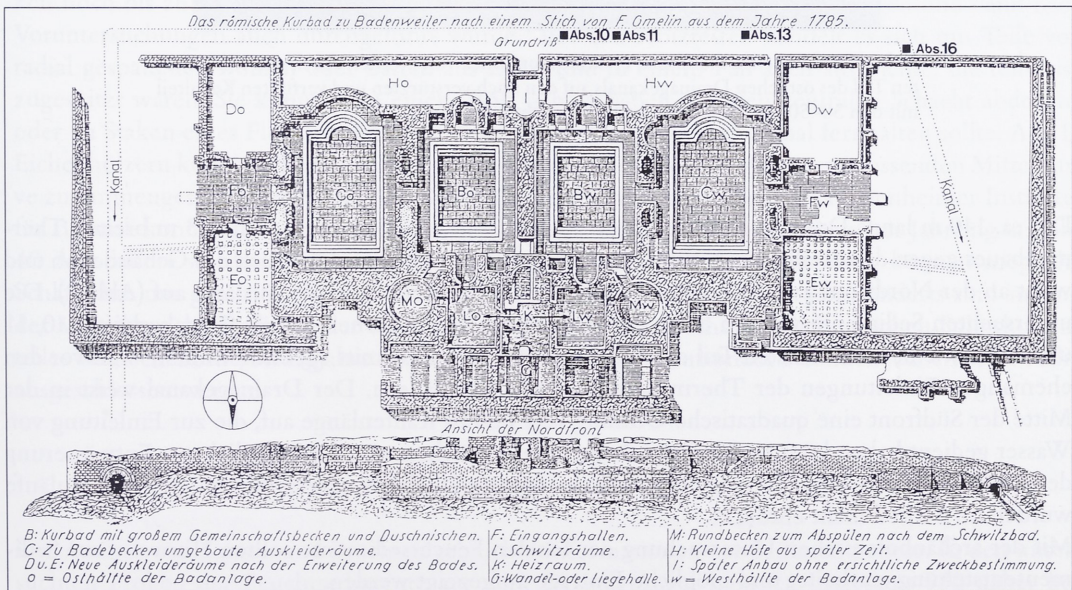 Das römische Kurbad zu Badenweiler nach einem Stich von F. Gmelin aus dem Jahre 1785.
Grundriß
■Abs.10 ■Abs 11 ■Abs.13
■Abs.16
Ho Hw
I
Do Dw
Kanal Kanal
Fo Fw
Co Bo Bw Cw
Eo Ew
Mo Mw
Lo K Lw
G
Ansicht der Nordfront
B: Kurbad mit großem Gemeinschaftsbecken und Duschnischen.
C: Zu Badebecken umgebaute Auskleideräume.
Du.E: Neue Auskleideräume nach der Erweiterung des Bades.
o = Osthälfte der Badanlage.
F: Eingangshallen.
L: Schwitzräume.
K: Heizraum.
G: Wandel-oder Liegehalle.
M: Rundbecken zum Abspülen nach dem Schwitzbad.
H: Kleine Höfe aus später Zeit.
I: Später Anbau ohne ersichtliche Zweckbestimmung.
w = Westhälfte der Badanlage.